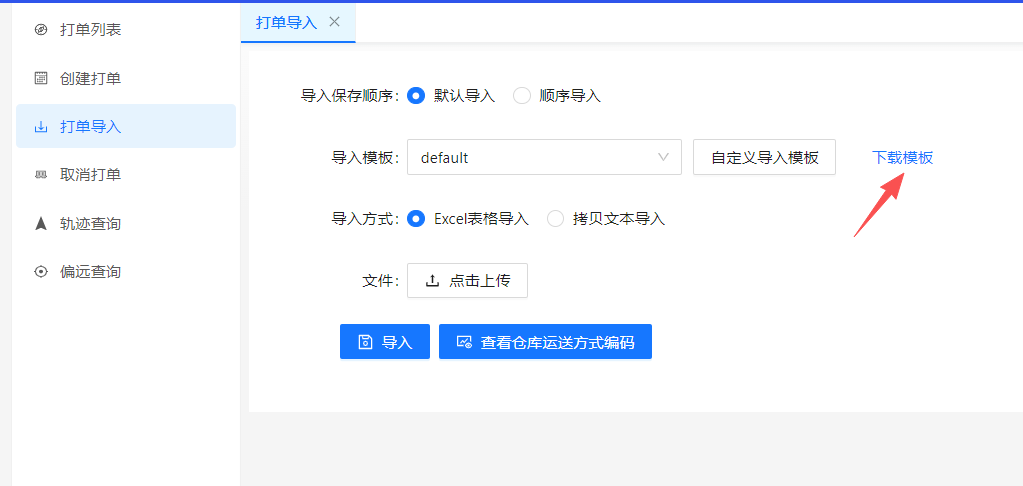 打单列表
创建打单
打单导入
取消打单
轨迹查询
偏远查询
打单导入
导入保存顺序: 默认导入 顺序导入
导入模板: default 自定义导入模板 下载模板
导入方式: Excel表格导入 拷贝文本导入
文件: 点击上传
导入 查看仓库运送方式编码